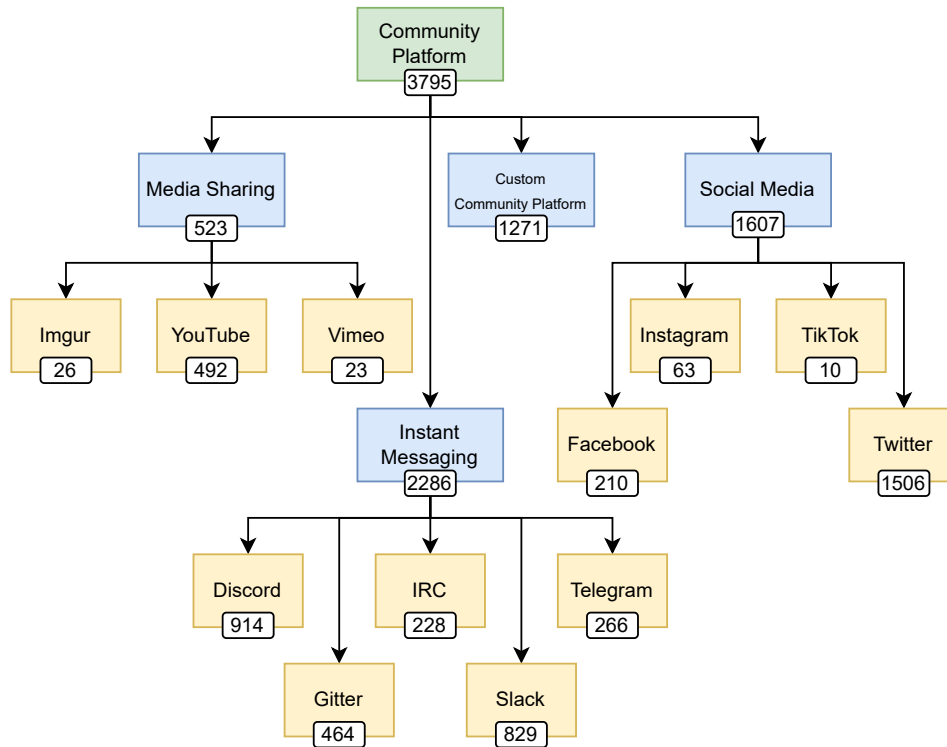 Community
Platform
3795
Media Sharing
523
Custom
Community Platform
1271
Social Media
1607
Imgur
26
YouTube
492
Vimeo
23
Instagram
63
TikTok
10
Instant
Messaging
2286
Facebook
210
Twitter
1506
Discord
914
IRC
228
Telegram
266
Gitter
464
Slack
829